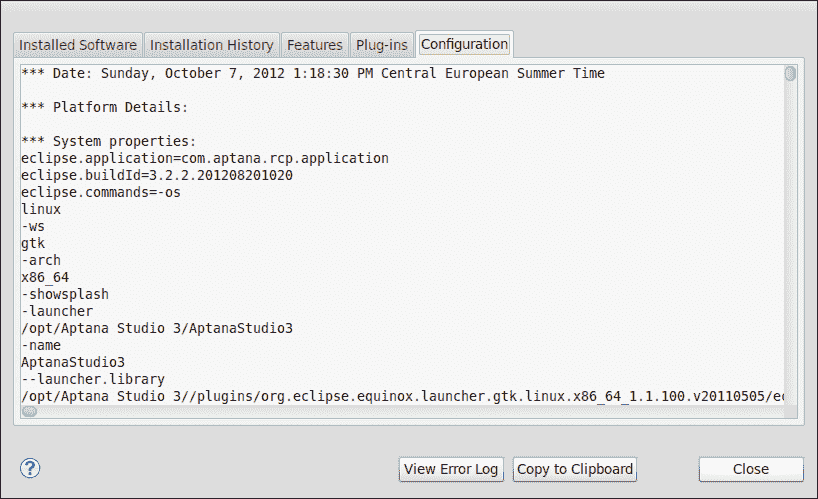 Installed Software Installation History Features Plug-ins Configuration
*** Date: Sunday, October 7, 2012 1:18:30 PM Central European Summer Time
*** Platform Details:
*** System properties:
eclipse.application=com.aptana.rcp.application
eclipse.buildId=3.2.2.201208201020
eclipse.commands=-os
linux
-ws
gtk
-arch
x86_64
-showsplash
-launcher
/opt/Aptana Studio 3/AptanaStudio3
-name
AptanaStudio3
--launcher.library
/opt/Aptana Studio 3//plugins/org.eclipse.equinox.launcher.gtk.linux.x86_64_1.1.100.v20110505/e
? View Error Log Copy to Clipboard Close